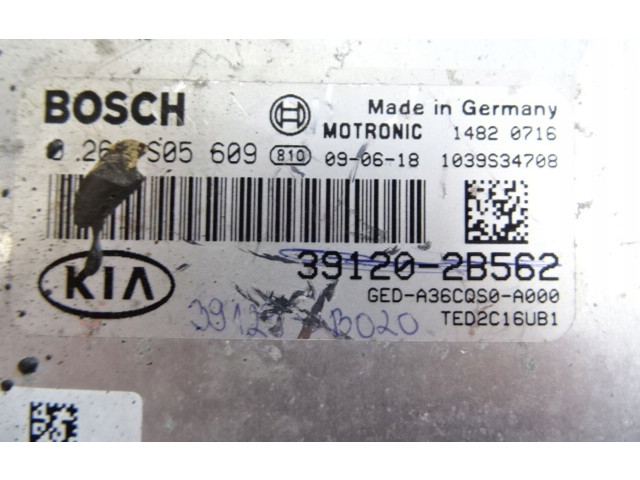 BOSCH
Made in Germany
MOTRONIC 1482 0716
S05 609 810 09-06-18 1039S34708
39120-2B562
KIA
GED-A36CQS0-A000
TED2C16UB1